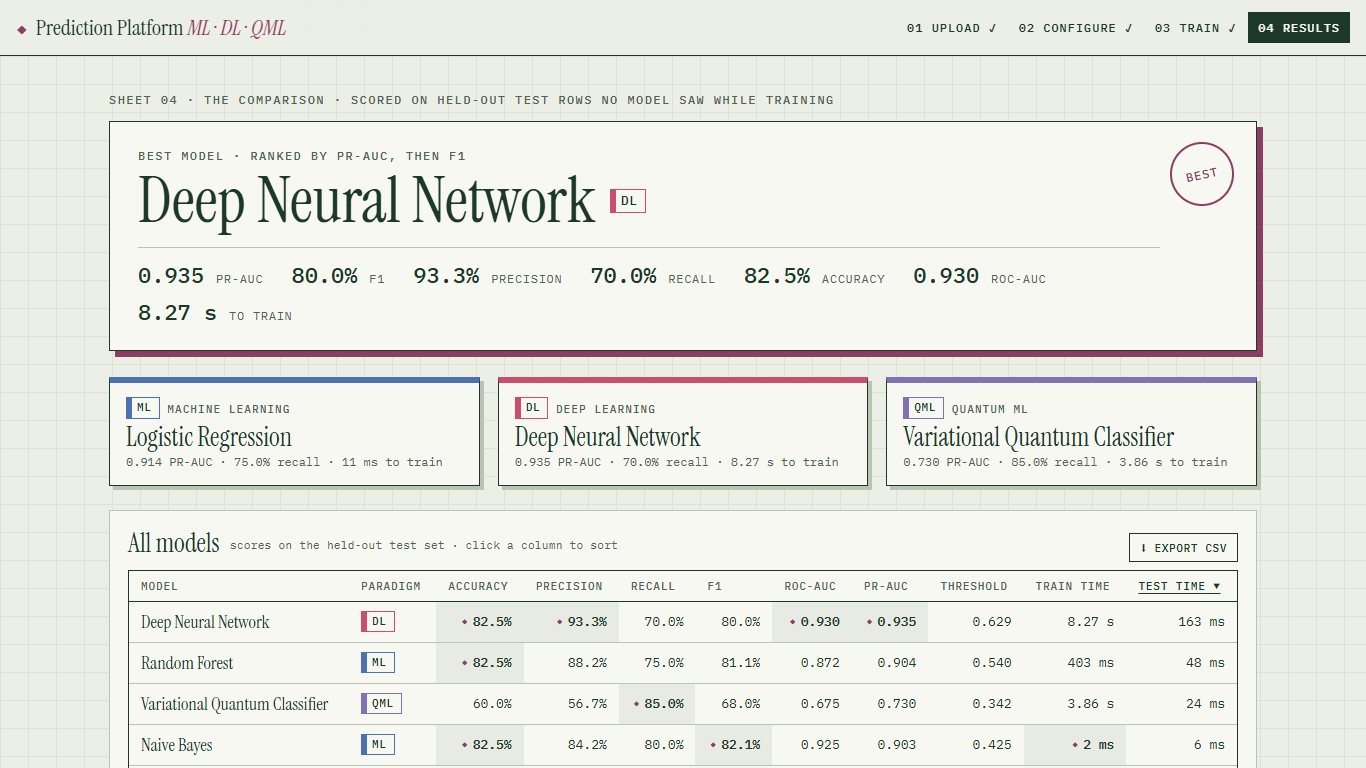 ◆ Prediction Platform ML · DL · QML
01 UPLOAD ✓ 02 CONFIGURE ✓ 03 TRAIN ✓ 04 RESULTS
SHEET 04 · THE COMPARISON · SCORED ON HELD-OUT TEST ROWS NO MODEL SAW WHILE TRAINING
BEST MODEL · RANKED BY PR-AUC, THEN F1
BEST
Deep Neural Network DL
0.935 PR-AUC 80.0% F1 93.3% PRECISION 70.0% RECALL 82.5% ACCURACY 0.930 ROC-AUC
8.27 s TO TRAIN
ML MACHINE LEARNING
Logistic Regression
0.914 PR-AUC · 75.0% recall · 11 ms to train
DL DEEP LEARNING
Deep Neural Network
0.935 PR-AUC · 70.0% recall · 8.27 s to train
QML QUANTUM ML
Variational Quantum Classifier
0.730 PR-AUC · 85.0% recall · 3.86 s to train
All models scores on the held-out test set · click a column to sort
⬇ EXPORT CSV
MODEL PARADIGM ACCURACY PRECISION RECALL F1 ROC-AUC PR-AUC THRESHOLD TRAIN TIME TEST TIME ▼
Deep Neural Network DL ◆ 82.5% ◆ 93.3% 70.0% 80.0% ◆ 0.930 ◆ 0.935 0.629 8.27 s 163 ms
Random Forest ML ◆ 82.5% 88.2% 75.0% 81.1% 0.872 0.904 0.540 403 ms 48 ms
Variational Quantum Classifier QML 60.0% 56.7% ◆ 85.0% 68.0% 0.675 0.730 0.342 3.86 s 24 ms
Naive Bayes ML ◆ 82.5% 84.2% 80.0% ◆ 82.1% 0.925 0.903 0.425 ◆ 2 ms 6 ms